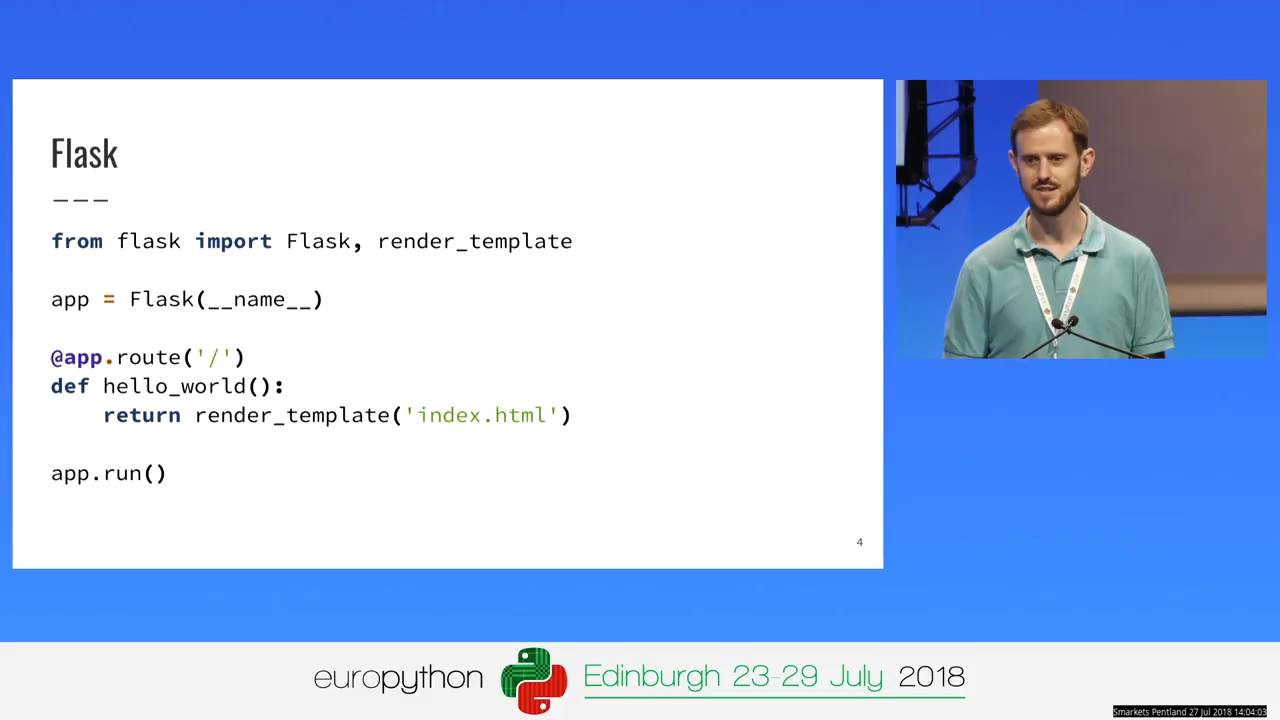 Flask
– – –
from flask import Flask, render_template
app = Flask(__name__)
@app.route('/')
def hello_world():
    return render_template('index.html')
app.run()
4
europython Edinburgh 23-29 July 2018
Smarkets Pentland 27 Jul 2018 14:04:03